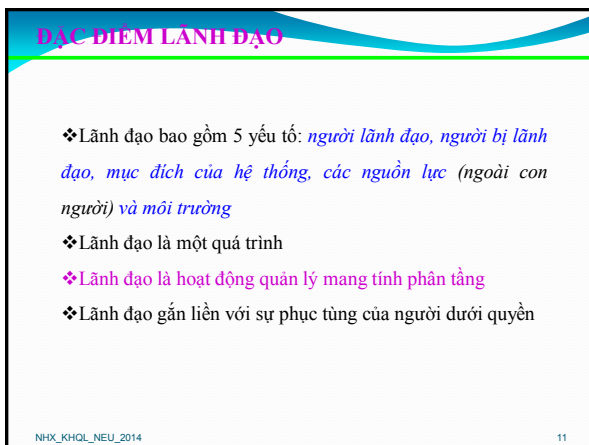 ĐẶC ĐIỂM LÃNH ĐẠO
❖Lãnh đạo bao gồm 5 yếu tố: người lãnh đạo, người bị lãnh
đạo, mục đích của hệ thống, các nguồn lực (ngoài con
người) và môi trường
❖Lãnh đạo là một quá trình
❖Lãnh đạo là hoạt động quản lý mang tính phân tầng
❖Lãnh đạo gắn liền với sự phục tùng của người dưới quyền
NHX_KHQL_NEU_2014
11